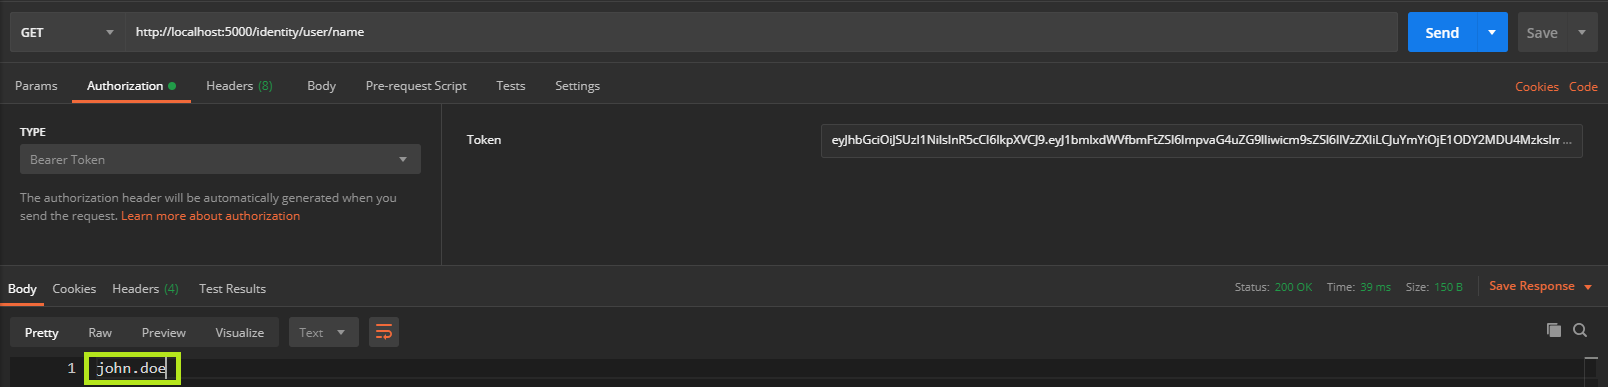 GET http://localhost:5000/identity/user/name Send Save
Params Authorization Headers (8) Body Pre-request Script Tests Settings Cookies Code
TYPE
Token eyJhbGciOiJSUzI1NiIsInR5cCI6IkpXVCJ9.eyJ1bmlxdWVfbmFtZSI6ImpvaG4uZG9lIiwicm9sZSI6IlVzZXIiLCJuYmYiOjE1ODY2MDU4MzksIm...
Bearer Token
The authorization header will be automatically generated when you
send the request. Learn more about authorization
Body Cookies Headers (4) Test Results Status: 200 OK Time: 39 ms Size: 150 B Save Response
Pretty Raw Preview Visualize Text
1 john.doe